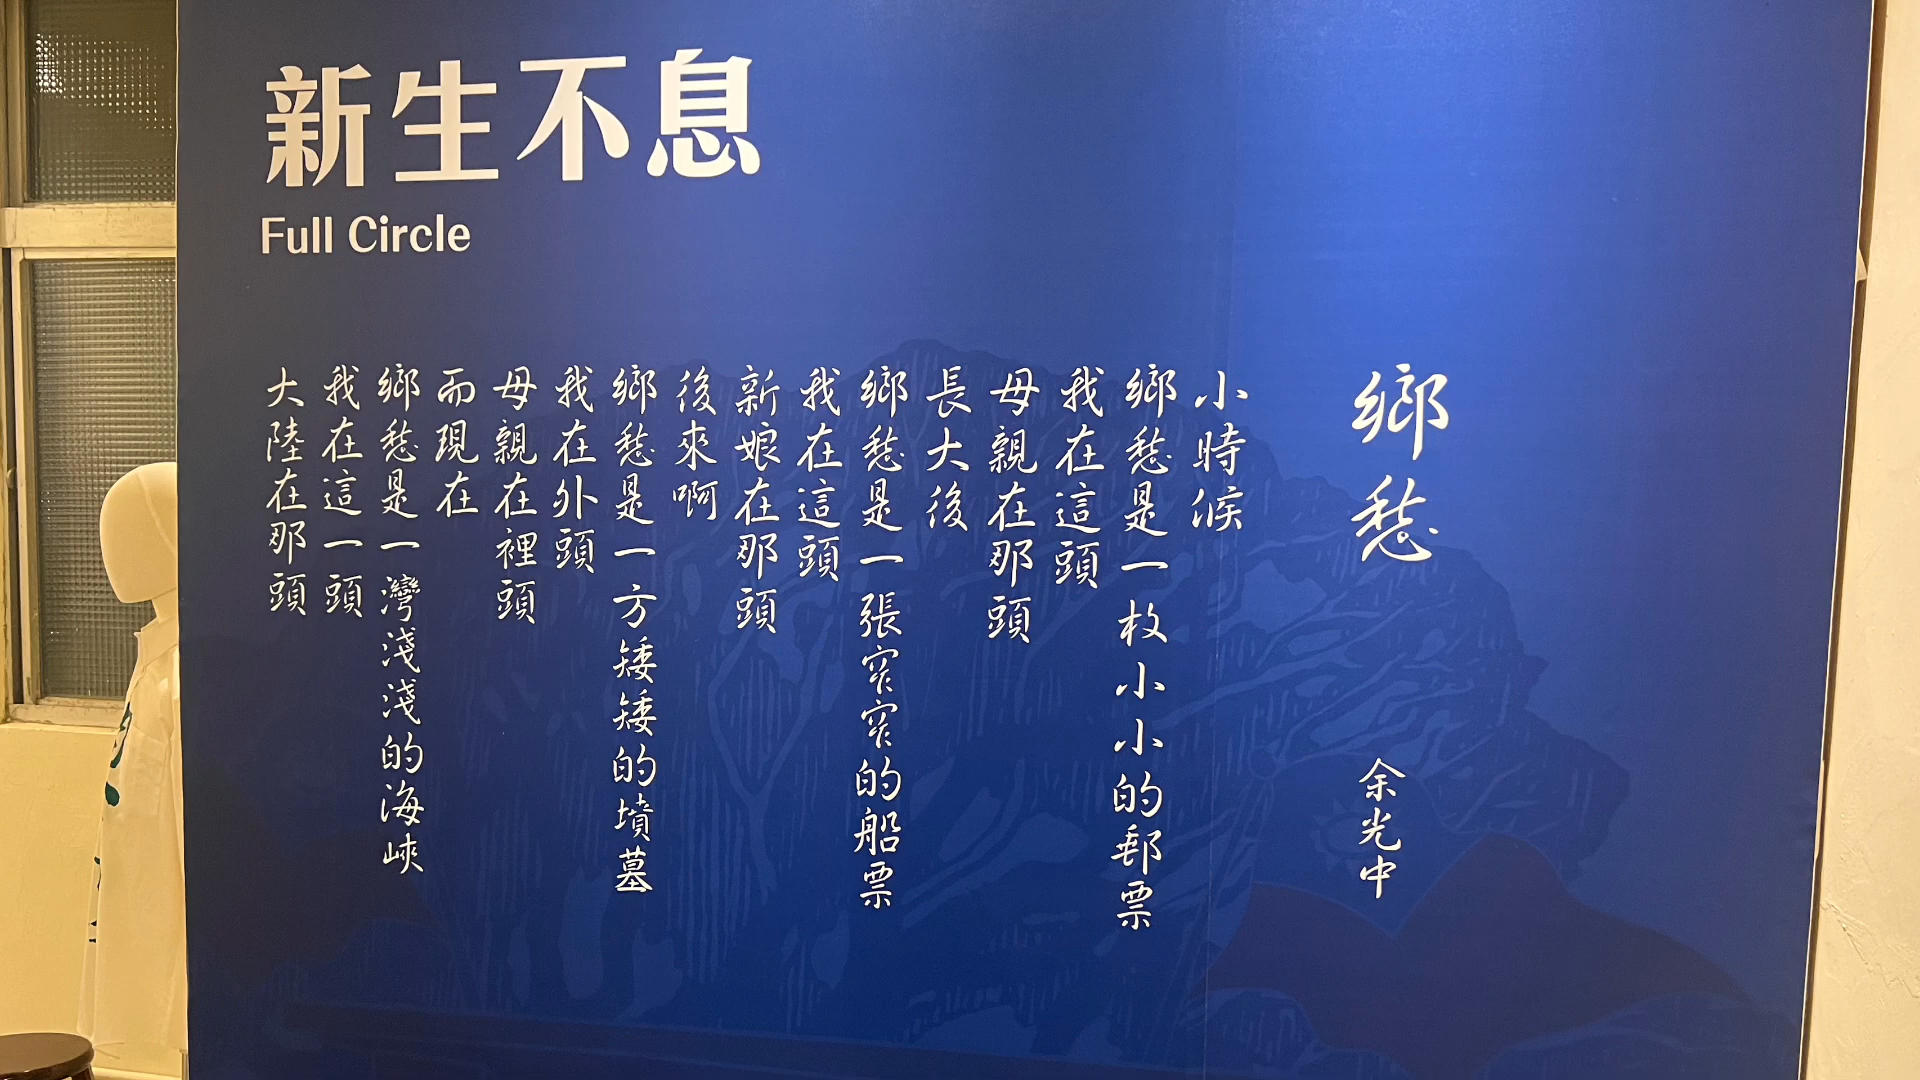 新生不息
Full Circle
鄉愁
余光中
小時候
鄉愁是一枚小小的郵票
我在這頭
母親在那頭
長大後
鄉愁是一張窄窄的船票
我在這頭
新娘在那頭
後來啊
鄉愁是一方矮矮的墳墓
我在外頭
母親在裡頭
而現在
鄉愁是一灣淺淺的海峽
我在這一頭
大陸在那頭